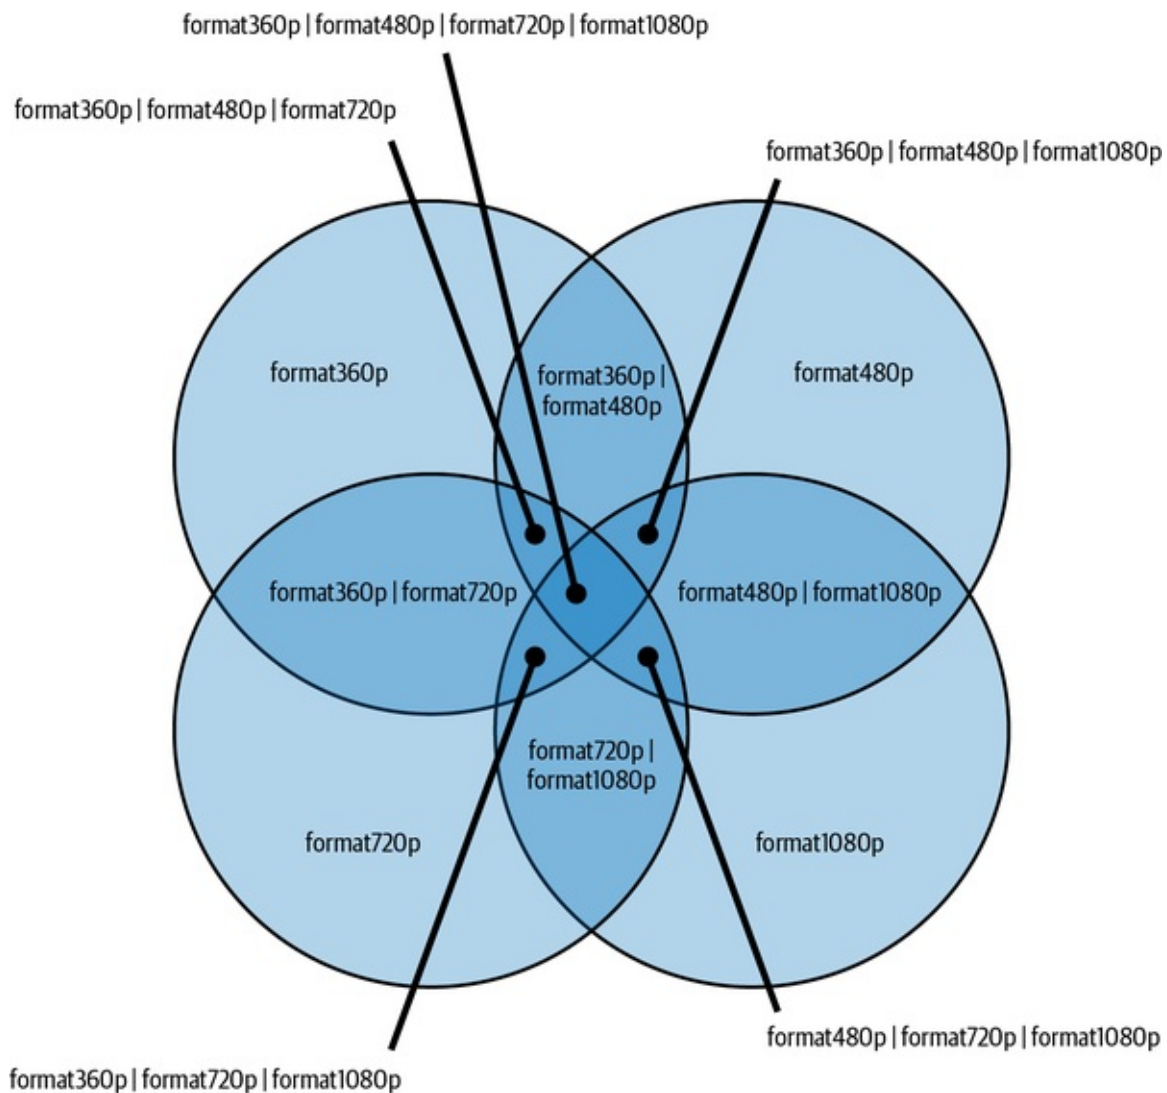 format360p | format480p | format720p | format1080p
format360p | format480p | format720p
format360p | format480p | format1080p
format360p
format360p |
format480p
format480p
format360p | format720p
format480p | format1080p
format720p |
format1080p
format720p
format1080p
format480p | format720p | format1080p
format360p | format720p | format1080p